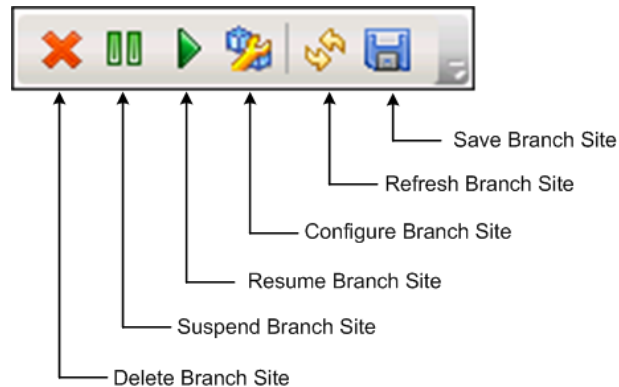 Save Branch Site
Refresh Branch Site
Configure Branch Site
Resume Branch Site
Suspend Branch Site
Delete Branch Site